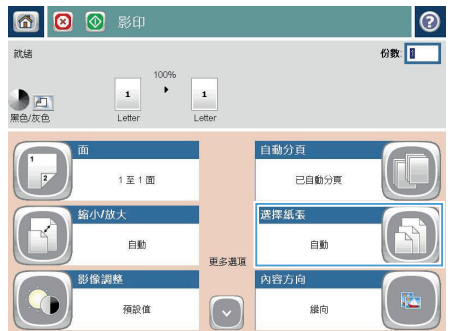 影印
就緒
份數: 1
100%
1
1
黑色/灰色
Letter
Letter
面
1
2
1 至 1 面
自動分頁
已自動分頁
縮小/放大
自動
選擇紙張
自動
更多選項
影像調整
預設值
內容方向
縱向